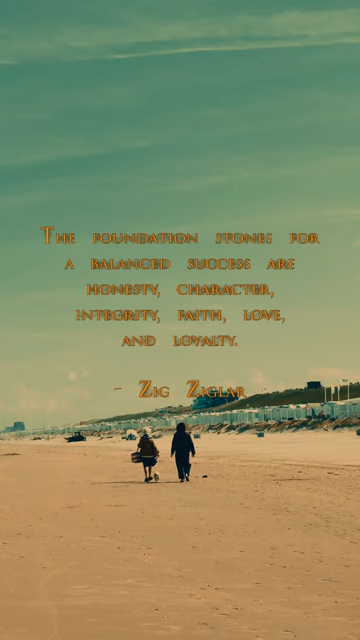 The foundation stones for
a balanced success are
honesty, character,
integrity, faith, love,
and loyalty.
- Zig Ziglar